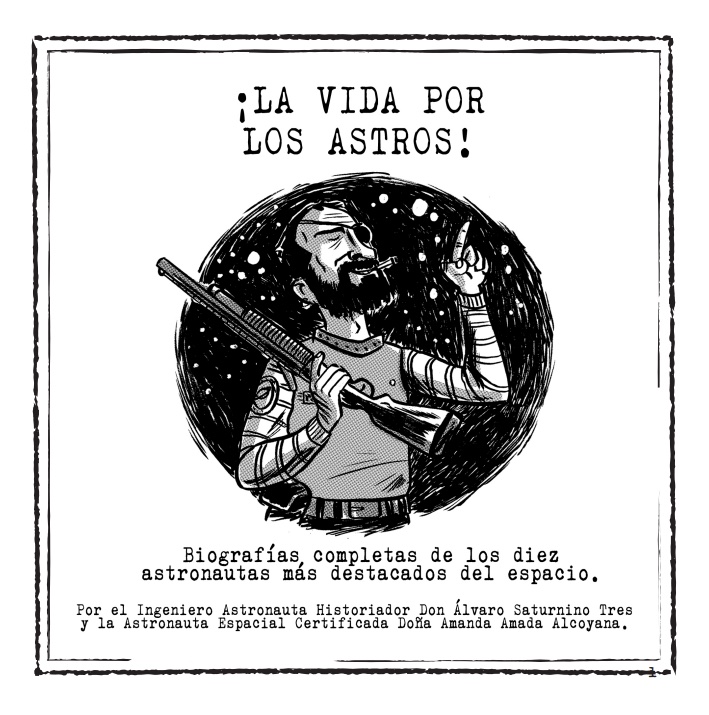 ¡LA VIDA POR
LOS ASTROS!
Biografías completas de los diez
astronautas más destacados del espacio.
Por el Ingeniero Astronauta Historiador Don Álvaro Saturnino Tres
y la Astronauta Espacial Certificada Doña Amanda Amada Alcoyana.
1